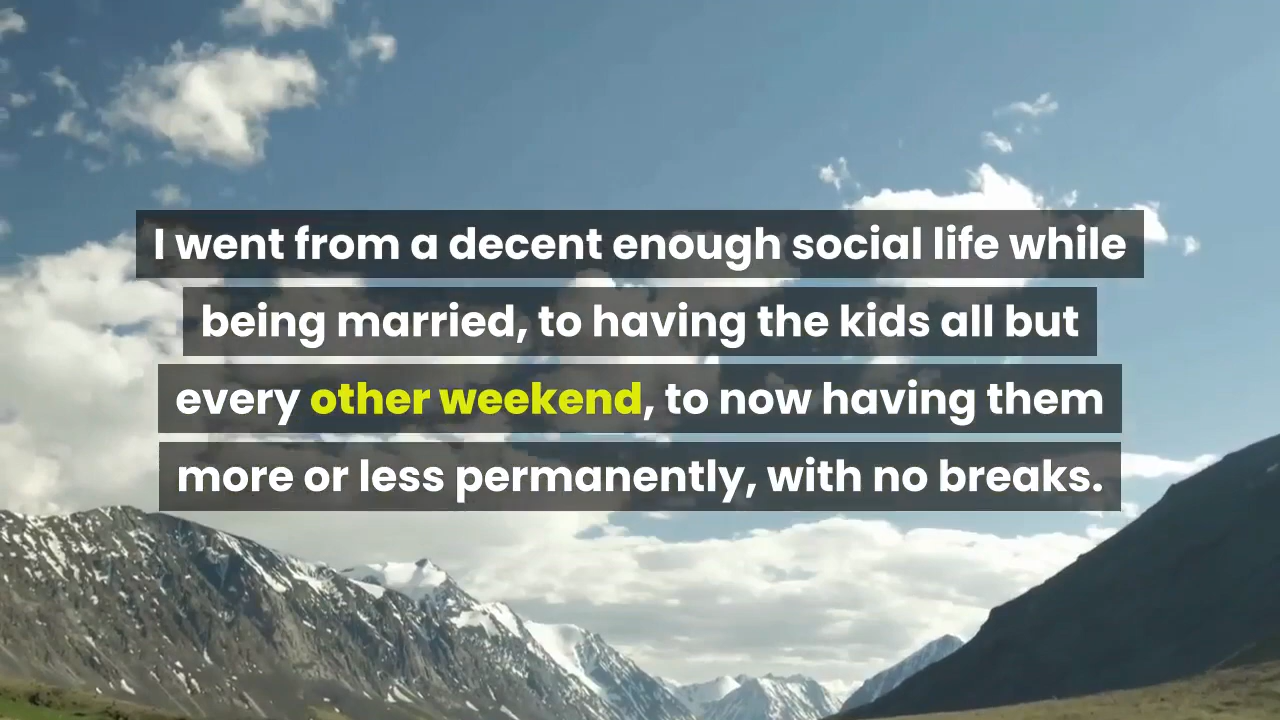 I went from a decent enough social life while
being married, to having the kids all but
every other weekend, to now having them
more or less permanently, with no breaks.